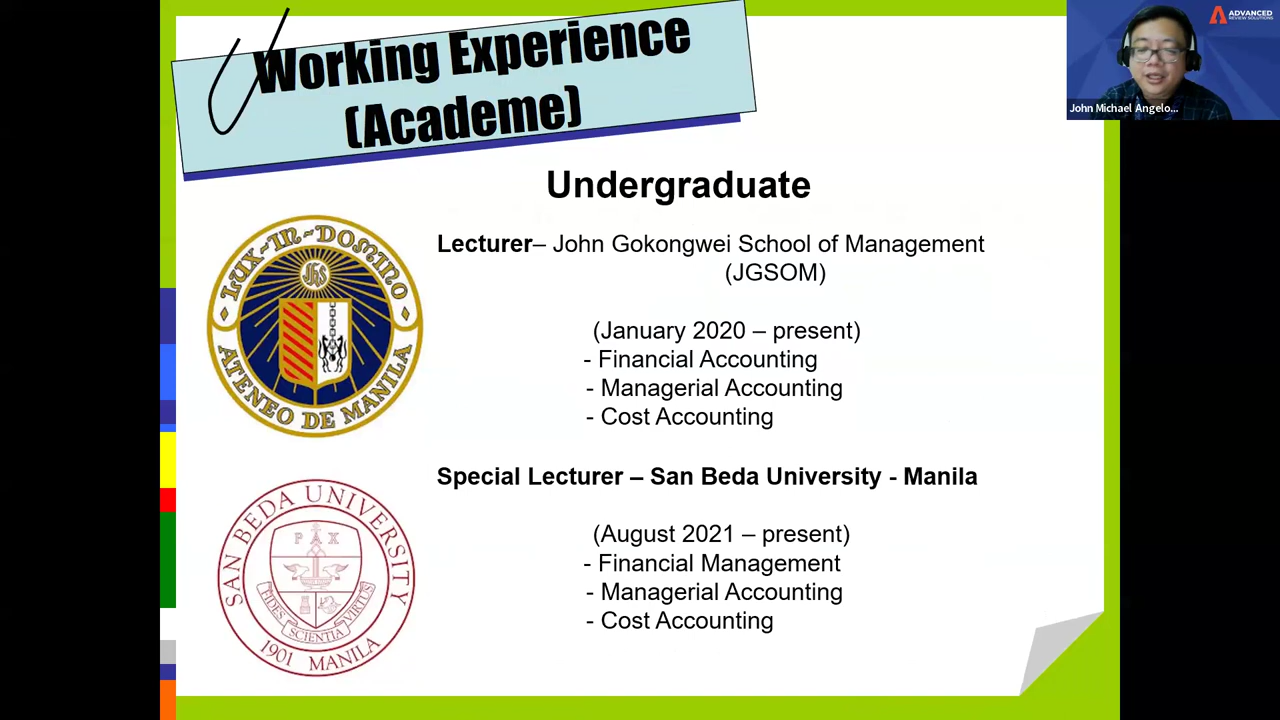 Working Experience
(Academe)
ADVANCED
REVIEW SOLUTIONS
John Michael Angelo...
Undergraduate
LUX-IN-DOMINO
JHS
ATENEO DE MANILA
Lecturer– John Gokongwei School of Management
(JGSOM)
(January 2020 – present)
- Financial Accounting
- Managerial Accounting
- Cost Accounting
SAN BEDA UNIVERSITY
PAX
FIDES SCIENTIA VIRTUS
1901 MANILA
Special Lecturer – San Beda University - Manila
(August 2021 – present)
- Financial Management
- Managerial Accounting
- Cost Accounting